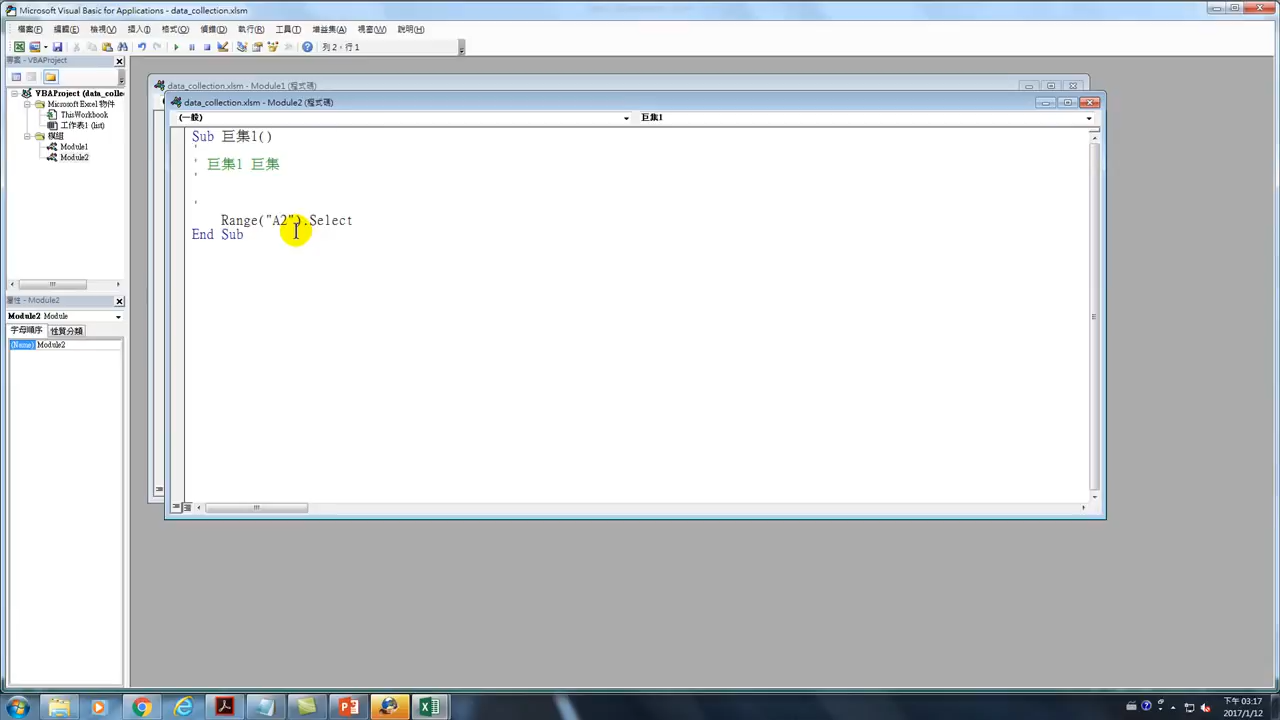 Microsoft Visual Basic for Applications - data_collection.xlsm
檔案(F) 編輯(E) 檢視(V) 插入(I) 格式(O) 偵錯(D) 執行(R) 工具(T) 增益集(A) 視窗(W) 說明(H)
列 2，行 1
專案 - VBAProject
VBAProject (data_colle
Microsoft Excel 物件
ThisWorkbook
工作表1 (list)
模組
Module1
Module2
屬性 - Module2
Module2 Module
字母順序 性質分類
(Name) Module2
data_collection.xlsm - Module1 (程式碼)
data_collection.xlsm - Module2 (程式碼)
(一般) 巨集1
Sub 巨集1()
'
' 巨集1 巨集
'
'
Range("A2").Select
End Sub
下午 03:17
2017/1/12